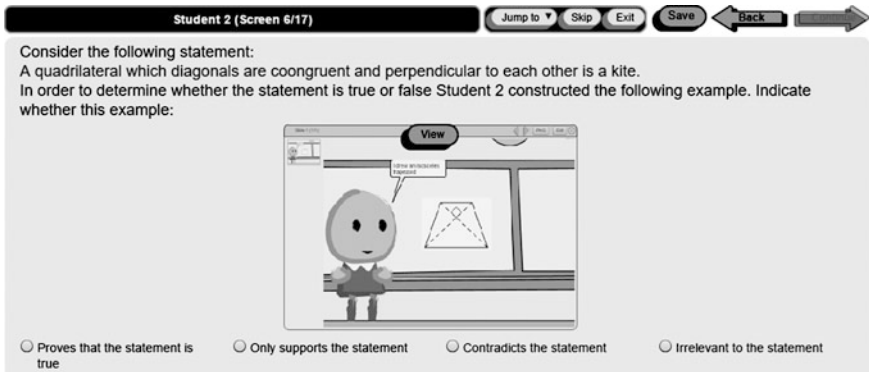 Student 2 (Screen 6/17)
Jump to
Skip
Exit
Save
Back
Consider the following statement:
A quadrilateral which diagonals are coongruent and perpendicular to each other is a kite.
In order to determine whether the statement is true or false Student 2 constructed the following example. Indicate
whether this example:
View
trapezoid
Proves that the statement is
true
Only supports the statement
Contradicts the statement
Irrelevant to the statement